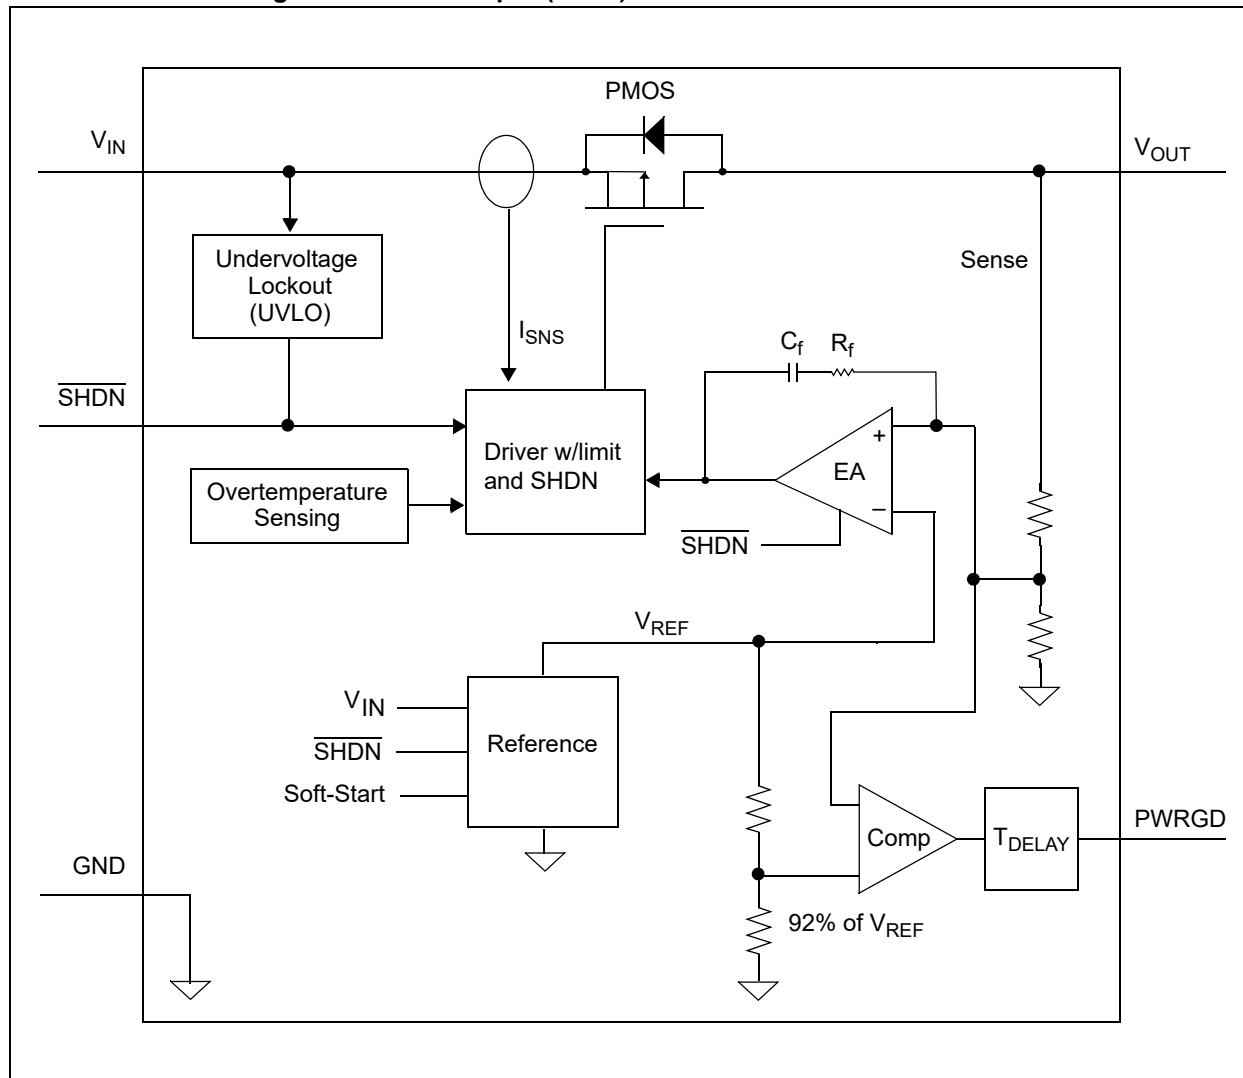 PMOS
VIN
VOUT
Undervoltage
Lockout
(UVLO)
Sense
ISNS
Cf
Rf
SHDN
+
Driver w/limit
and SHDN
EA
Overtemperature
Sensing
−
SHDN
VREF
VIN
SHDN
Reference
Soft-Start
PWRGD
Comp
TDELAY
GND
92% of VREF